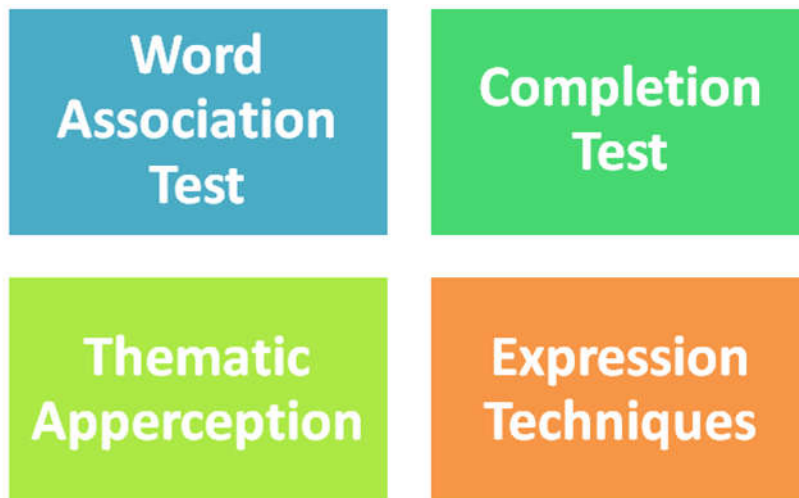 Word
Association
Test
Completion
Test
Thematic
Apperception
Expression
Techniques